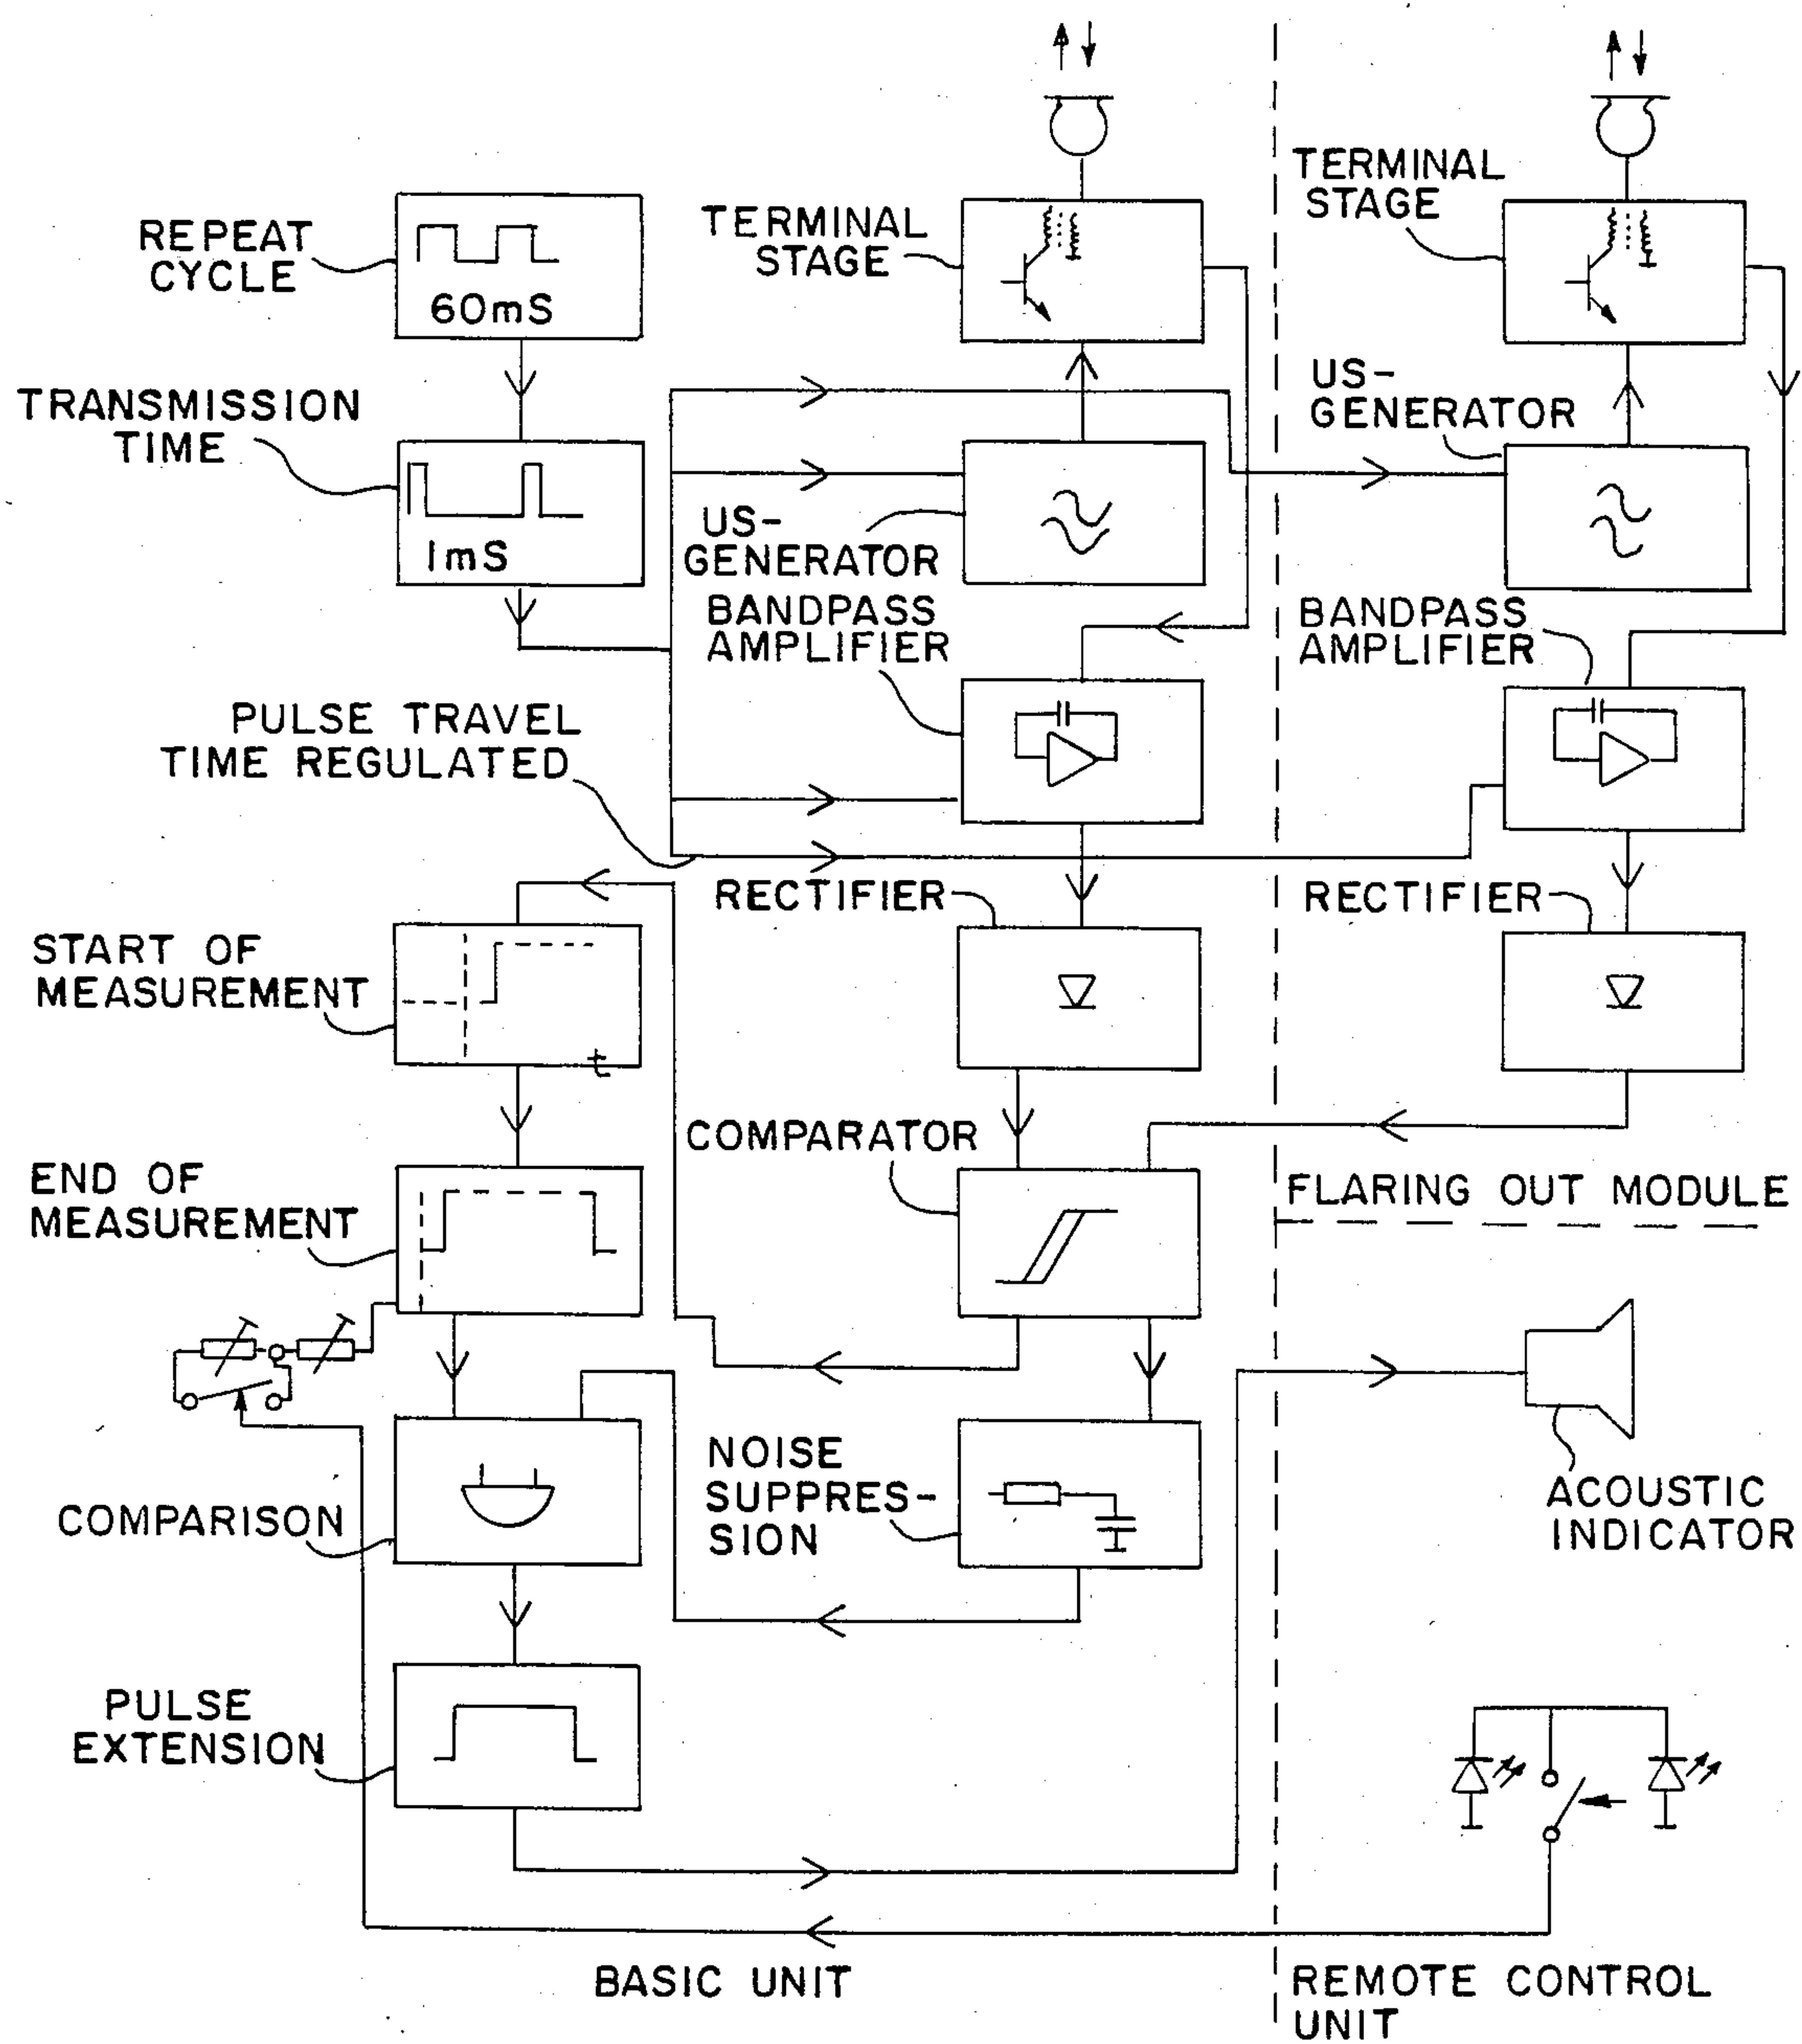 REPEAT
CYCLE
60mS
TERMINAL
STAGE
TERMINAL
STAGE
TRANSMISSION
TIME
1mS
US-
GENERATOR
US-
GENERATOR
BANDPASS
AMPLIFIER
BANDPASS
AMPLIFIER
PULSE TRAVEL
TIME REGULATED
RECTIFIER
RECTIFIER
START OF
MEASUREMENT
t
COMPARATOR
END OF
MEASUREMENT
FLARING OUT MODULE
NOISE
SUPPRES-
SION
COMPARISON
ACOUSTIC
INDICATOR
PULSE
EXTENSION
BASIC UNIT
REMOTE CONTROL
UNIT